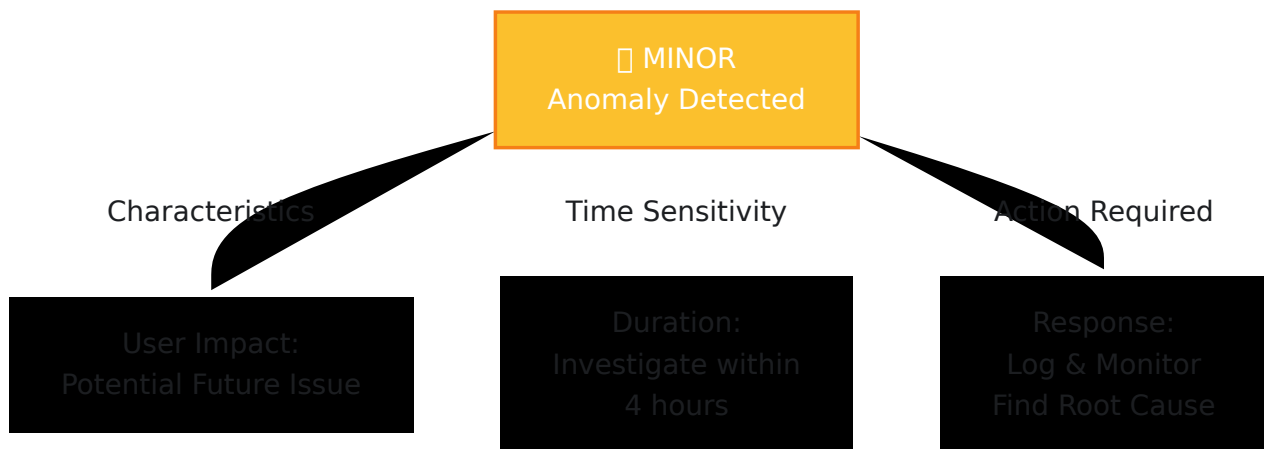 MINOR
Anomaly Detected
Characteristics
Time Sensitivity
Action Required
User Impact:
Potential Future Issue
Duration:
Investigate within
4 hours
Response:
Log & Monitor
Find Root Cause